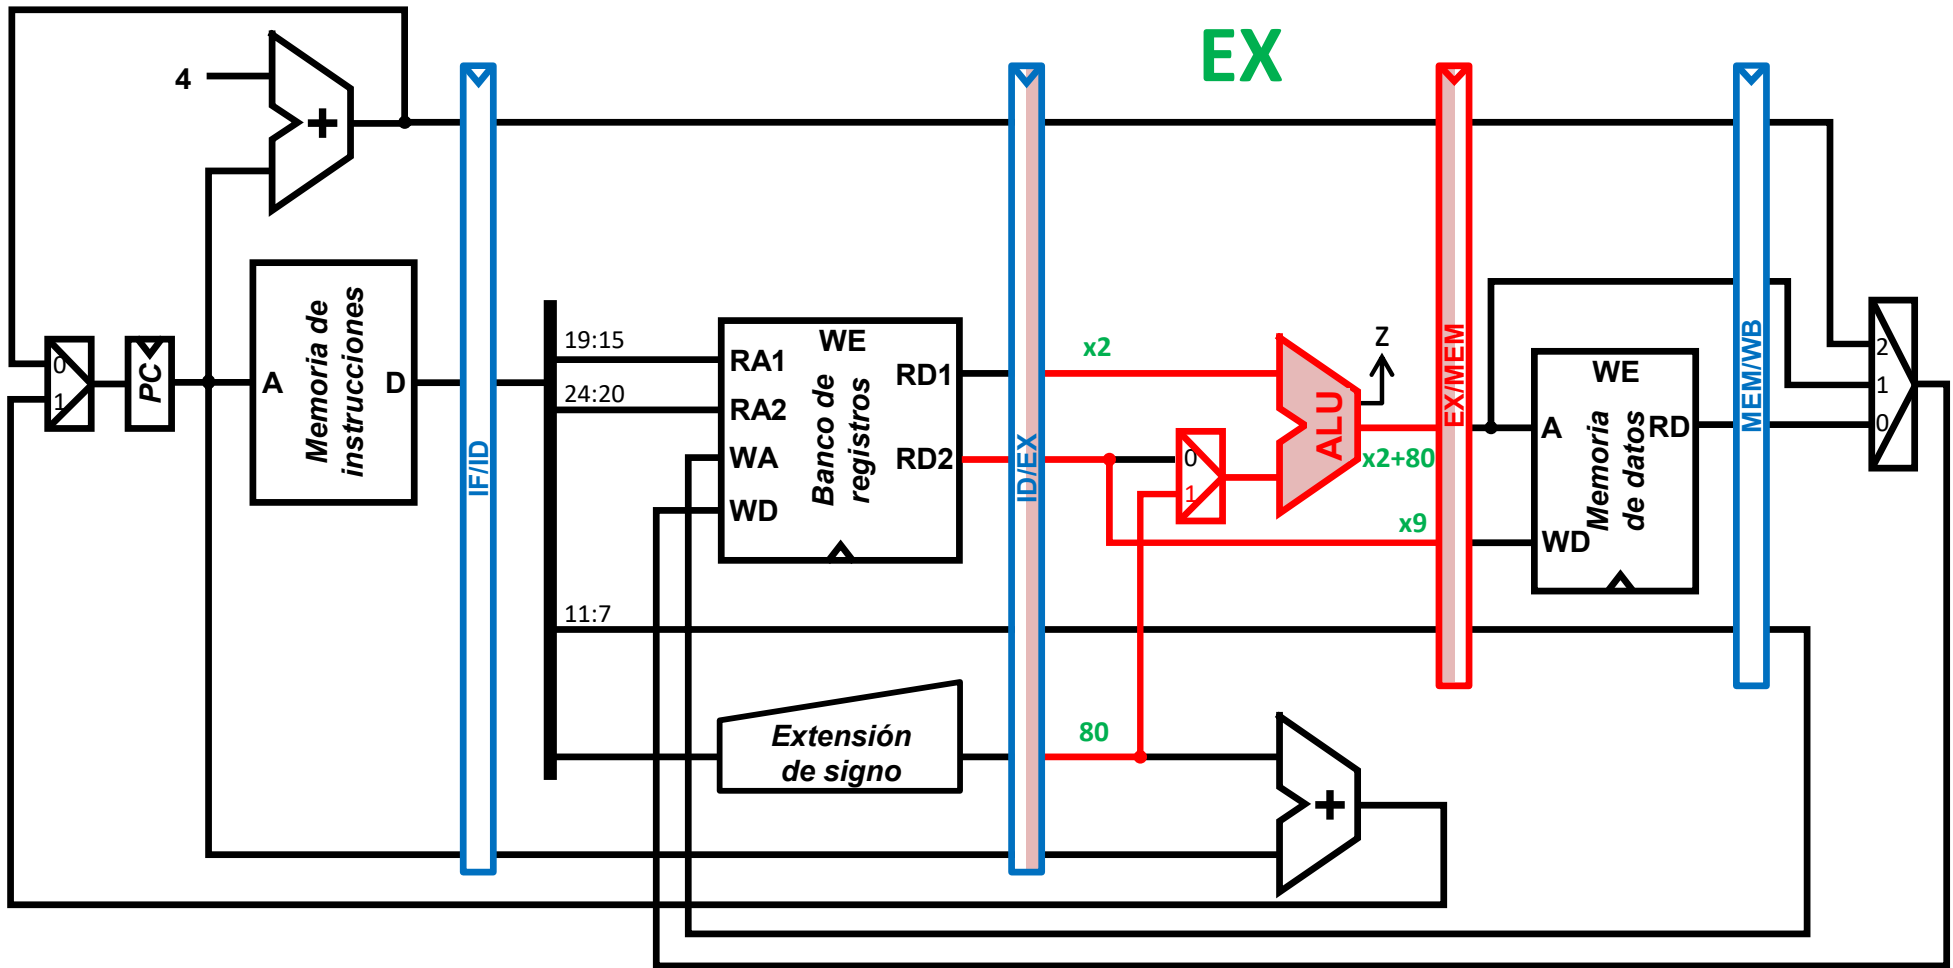 EX
4
+
IF/ID
ID/EX
EX/MEM
MEM/WB
0
1
PC
A
Memoria de
instrucciones
D
19:15
24:20
11:7
RA1
RA2
WA
WD
WE
Banco de
registros
RD1
RD2
x2
0
1
ALU
Z
x2+80
x9
A
WD
WE
Memoria
de datos
RD
2
1
0
Extensión
de signo
80
+